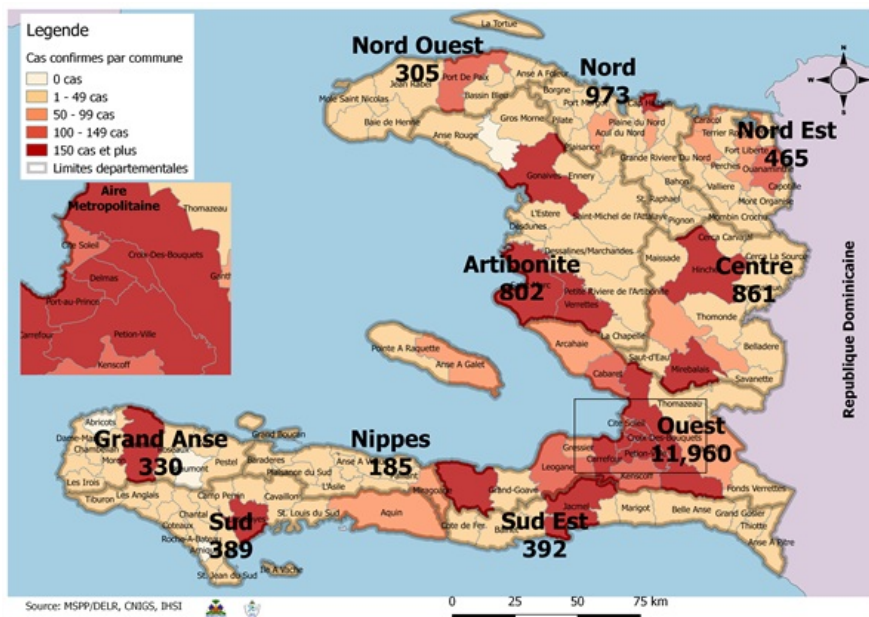 Legende
Cas confirmes par commune
0 cas
1 - 49 cas
50 - 99 cas
100 - 149 cas
150 cas et plus
Limites departementales
Aire
Metropolitaine
Thomazeau
Cite Soleil
Croix-Des-Bouquets
Delmas
Port-au-Prince
Carrefour
Petion-Ville
Kenscoff
La Tortue
Nord Ouest
305
Jean Rabel
Port De Paix
Anse A Foleur
Mole Saint Nicolas
Bassin Bleu
Baie de Henne
Anse Rouge
Gros Morne
Nord
973
Borgne
Port Margot
Pilate
Plaine du Nord
Acul du Nord
Plaisance
Grande Riviere Du Nord
Bahon
St. Raphael
Pignon
Nord Est
465
Caracol
Fort Liberte
Perches
Ouanaminthe
Capotille
Valliere
Mont Organise
Mombin Crochu
Gonaives
Ennery
L'Estere
Saint-Michel de l'Attalaye
Desdunes
Dessalines/Marchandes
Artibonite
802
Petite Riviere de l'Artibonite
Verrettes
La Chapelle
Cerca Carvajal
Maissade
Cerca La Source
Centre
861
Thomonde
Belladere
Saut-d'Eau
Mirebalais
Savanette
Pointe A Raquette
Anse A Galet
Arcahaie
Cabaret
Thomazeau
Cite Soleil
Ouest
11,960
Croix-Des-Bouquets
Gressier
Carrefour
Leogane
Kenscoff
Fonds Verrettes
Grand-Goave
Abricots
Grand Anse
330
Chambellan
Pestel
Les Irois
Grand Boucan
Baraderes
Nippes
185
Plaisance du Sud
L'Asile
Miragoane
Tiburon
Les Anglais
Camp Perrin
Cavaillon
Chantal
St. Louis du Sud
Aquin
Coteaux
Sud
389
Roche-A-Bateau
St. Jean du Sud
Ile A Vache
Cote de Fer
Jacmel
Sud Est
392
Marigot
Belle Anse
Grand Gosier
Thiotte
Anse A Pitre
Republique Dominicaine
N
W
E
S
Source: MSPP/DELR, CNIGS, IHSI
0 25 50 75 km